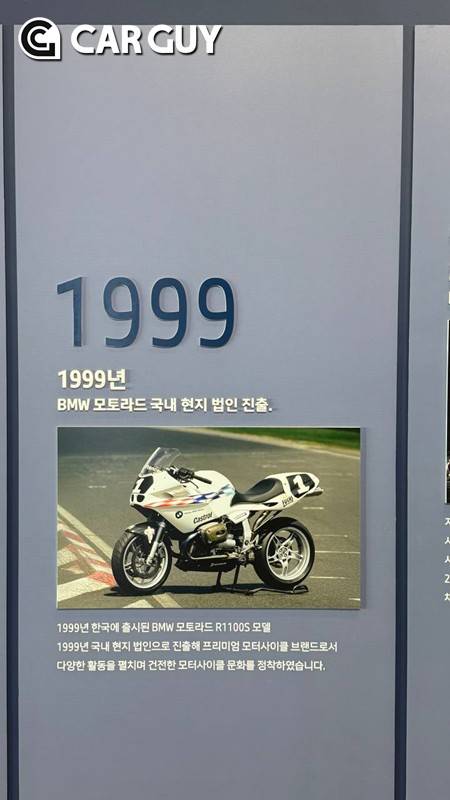 CAR GUY
1999
1999년
BMW 모토라드 국내 현지 법인 진출.
Castrol
1
1999년 한국에 출시된 BMW 모토라드 R1100S 모델
1999년 국내 현지 법인으로 진출해 프리미엄 모터사이클 브랜드로서
다양한 활동을 펼치며 건전한 모터사이클 문화를 정착하였습니다.